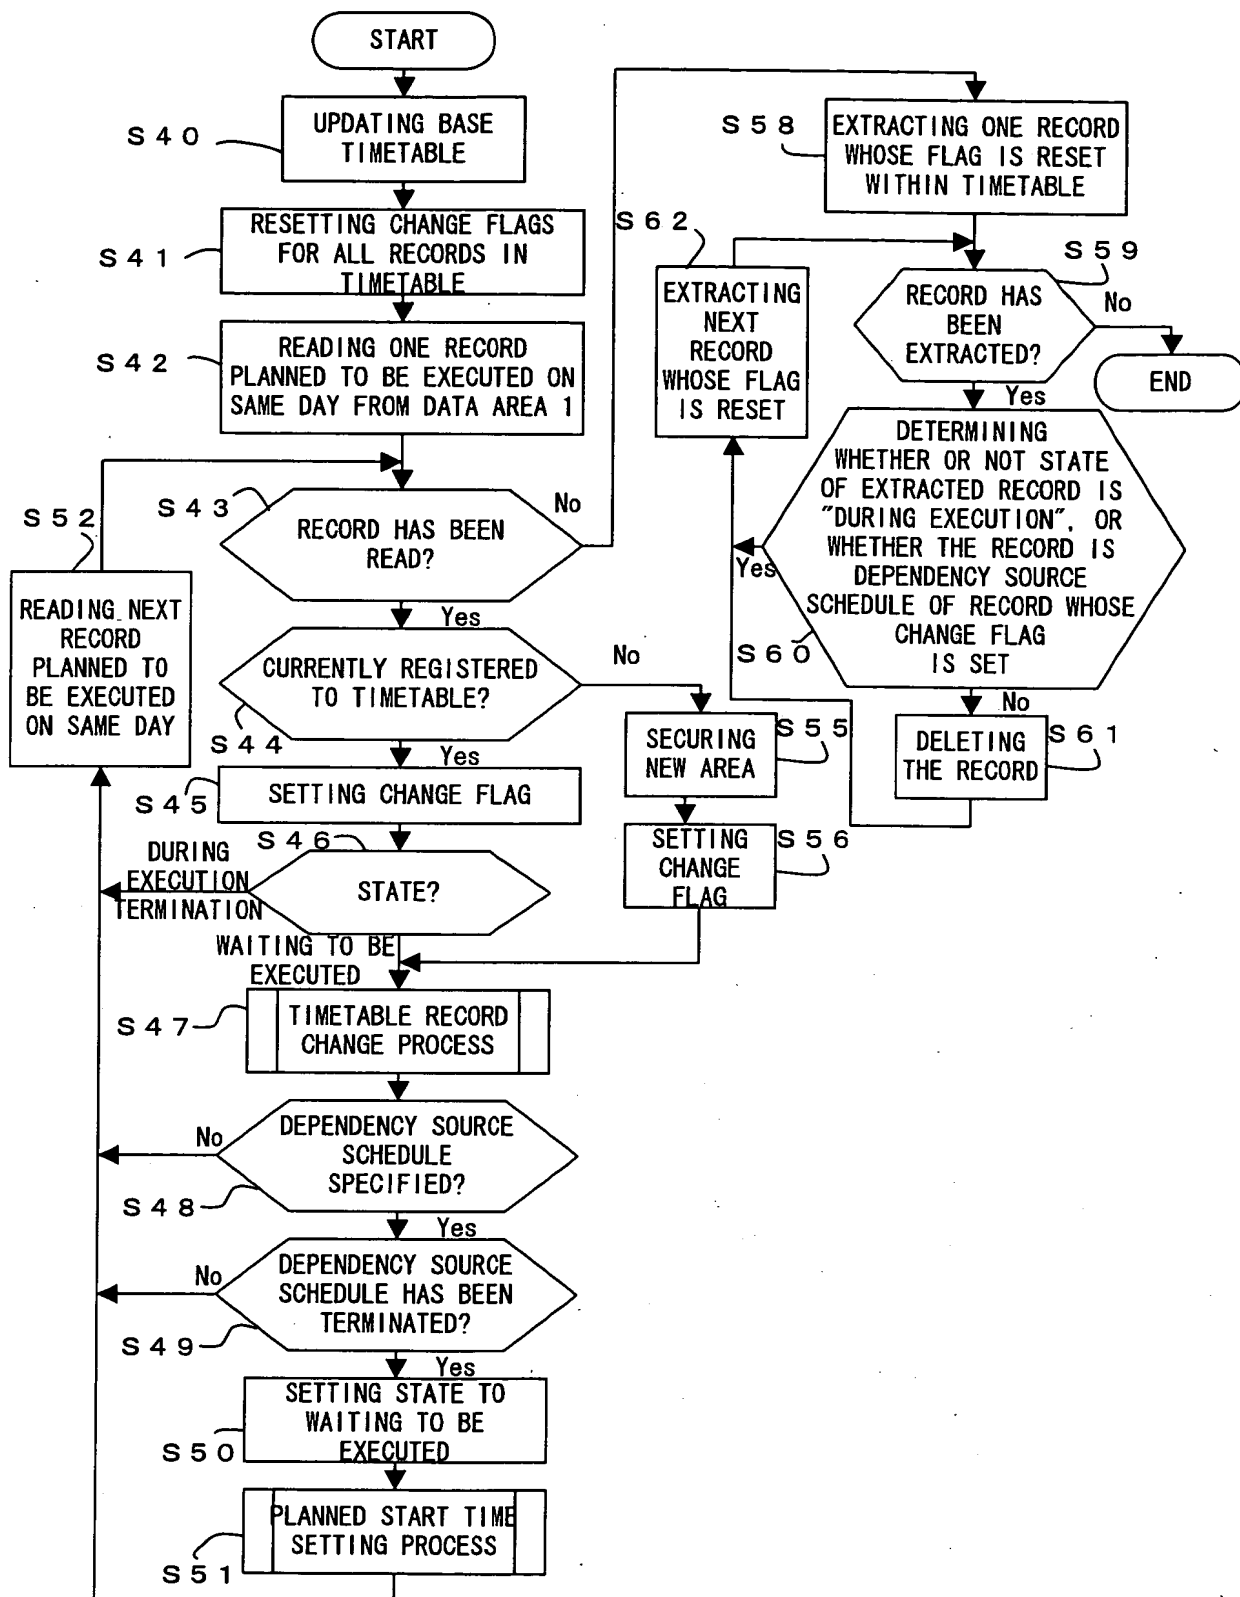 START
S40
UPDATING BASE
TIMETABLE
S41
RESETTING CHANGE FLAGS
FOR ALL RECORDS IN
TIMETABLE
S42
READING ONE RECORD
PLANNED TO BE EXECUTED ON
SAME DAY FROM DATA AREA 1
S43
RECORD HAS BEEN
READ?
No
Yes
S52
READING NEXT
RECORD
PLANNED TO
BE EXECUTED
ON SAME DAY
CURRENTLY REGISTERED
TO TIMETABLE?
No
S44
Yes
S45
SETTING CHANGE FLAG
S46
STATE?
DURING
EXECUTION
TERMINATION
WAITING TO BE
EXECUTED
S55
SECURING
NEW AREA
S56
SETTING
CHANGE
FLAG
S47
TIMETABLE RECORD
CHANGE PROCESS
DEPENDENCY SOURCE
SCHEDULE
SPECIFIED?
No
S48
Yes
DEPENDENCY SOURCE
SCHEDULE HAS BEEN
TERMINATED?
No
S49
Yes
SETTING STATE TO
WAITING TO BE
EXECUTED
S50
PLANNED START TIME
SETTING PROCESS
S51
S58
EXTRACTING ONE RECORD
WHOSE FLAG IS RESET
WITHIN TIMETABLE
S62
EXTRACTING
NEXT
RECORD
WHOSE FLAG
IS RESET
S59
RECORD HAS
BEEN
EXTRACTED?
No
END
Yes
DETERMINING
WHETHER OR NOT STATE
OF EXTRACTED RECORD IS
"DURING EXECUTION", OR
WHETHER THE RECORD IS
DEPENDENCY SOURCE
SCHEDULE OF RECORD WHOSE
CHANGE FLAG
IS SET
Yes
S60
No
DELETING
THE RECORD
S61